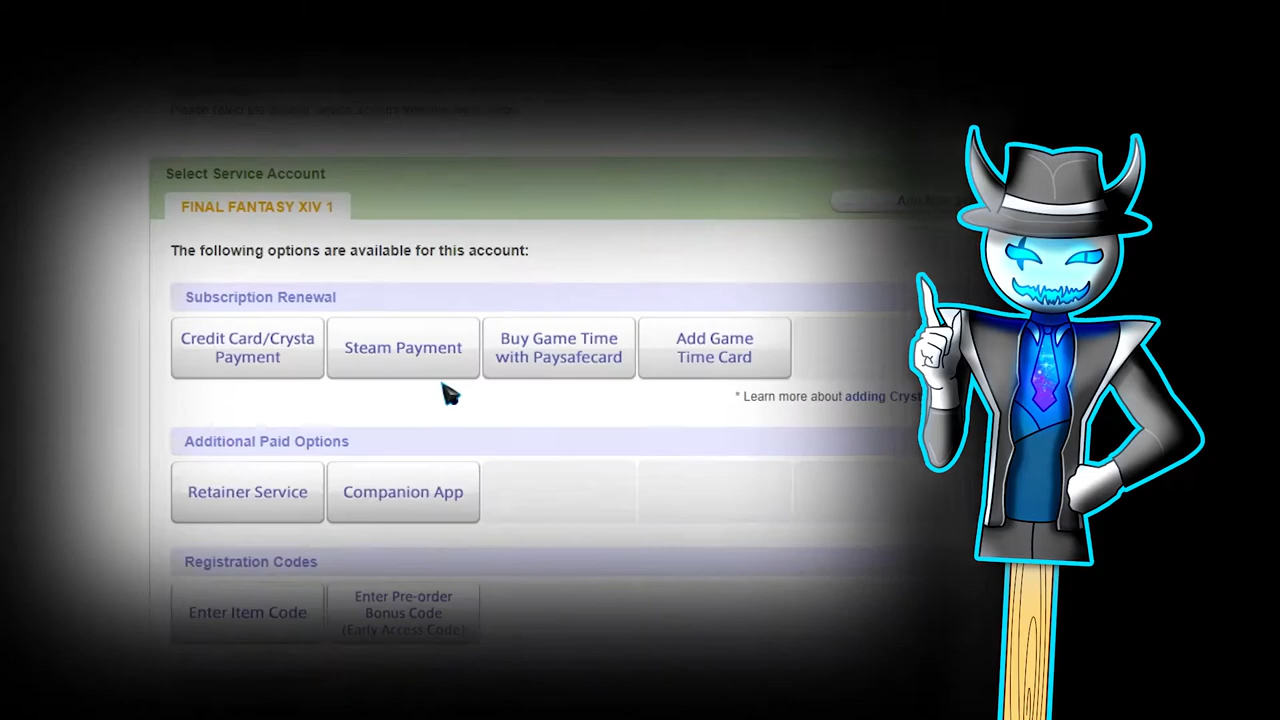 Select Service Account
FINAL FANTASY XIV 1
The following options are available for this account:
Subscription Renewal
Credit Card/Crysta
Payment
Steam Payment
Buy Game Time
with Paysafecard
Add Game
Time Card
* Learn more about adding
Additional Paid Options
Retainer Service
Companion App
Registration Codes
Enter Item Code
Enter Pre-order
Bonus Code
(Early Access Code)